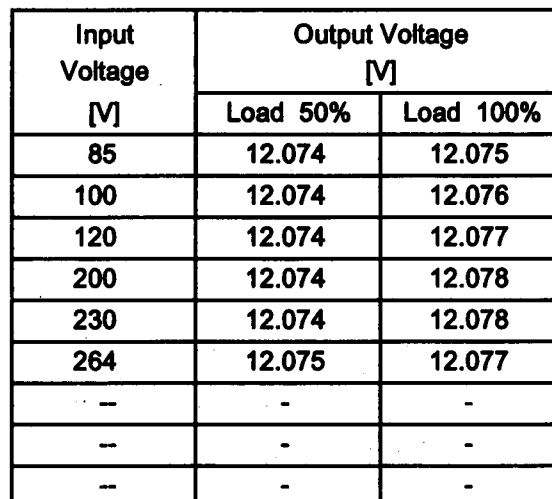 Input Voltage [V] Output Voltage [V]
Load 50% Load 100%
85 12.074 12.075
100 12.074 12.076
120 12.074 12.077
200 12.074 12.078
230 12.074 12.078
264 12.075 12.077
-- - -
-- - -
-- - -